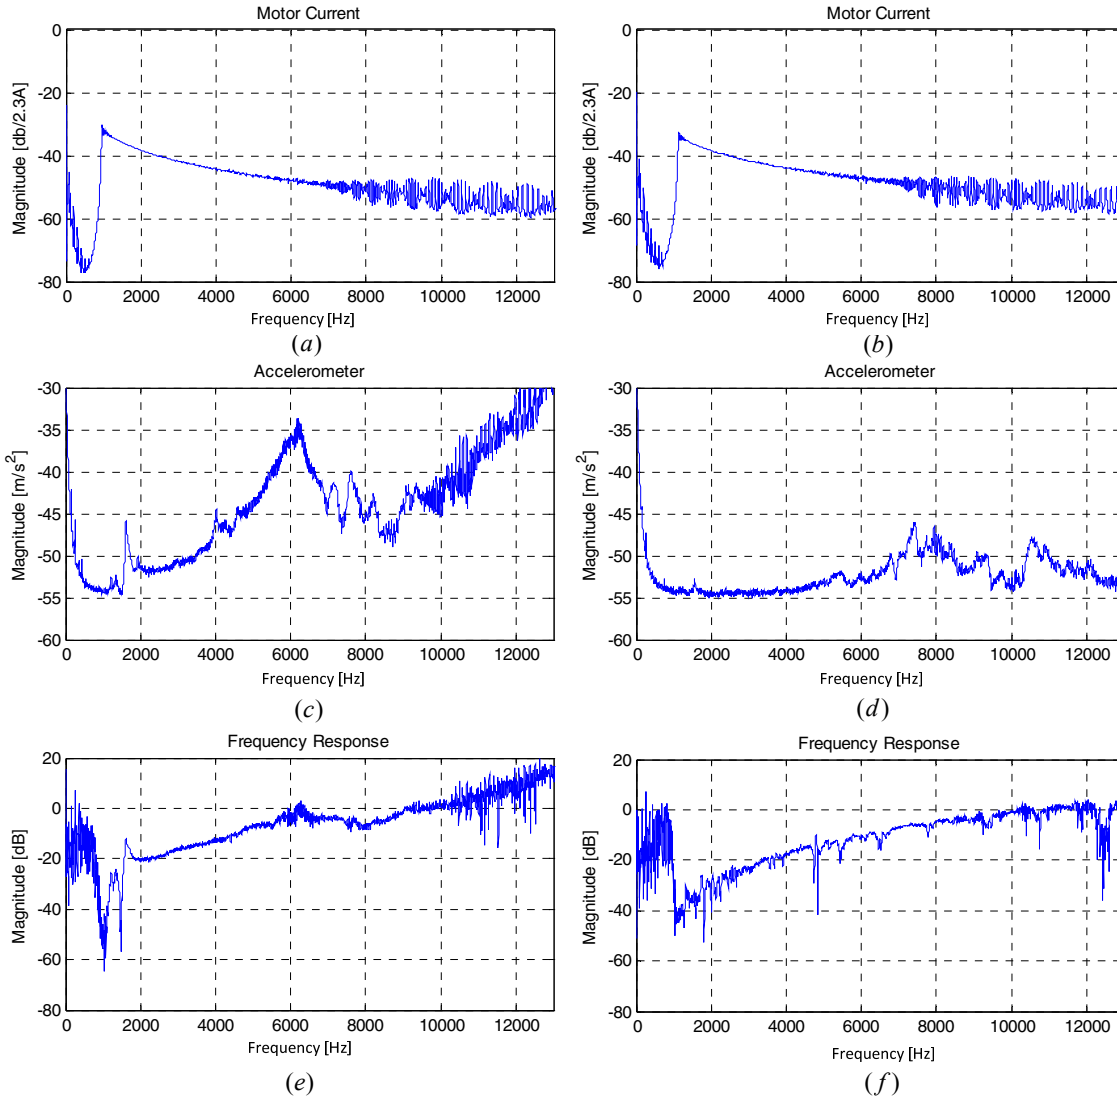 Motor Current
Magnitude [db/2.3A]
0
-20
-40
-60
-80
0 2000 4000 6000 8000 10000 12000
Frequency [Hz]
(a)
Motor Current
Magnitude [db/2.3A]
0
-20
-40
-60
-80
0 2000 4000 6000 8000 10000 12000
Frequency [Hz]
(b)
Accelerometer
Magnitude [m/s²]
-30
-35
-40
-45
-50
-55
-60
0 2000 4000 6000 8000 10000 12000
Frequency [Hz]
(c)
Accelerometer
Magnitude [m/s²]
-30
-35
-40
-45
-50
-55
-60
0 2000 4000 6000 8000 10000 12000
Frequency [Hz]
(d)
Frequency Response
Magnitude [dB]
20
0
-20
-40
-60
-80
0 2000 4000 6000 8000 10000 12000
Frequency [Hz]
(e)
Frequency Response
Magnitude [dB]
20
0
-20
-40
-60
-80
0 2000 4000 6000 8000 10000 12000
Frequency [Hz]
(f)